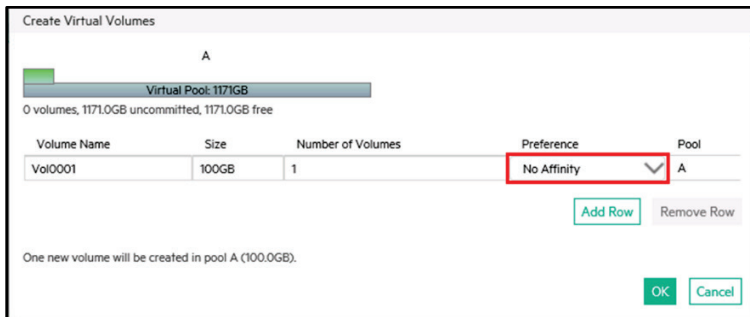 Create Virtual Volumes
A
Virtual Pool: 1171GB
0 volumes, 1171.0GB uncommitted, 1171.0GB free
Volume Name Size Number of Volumes Preference Pool
Vol0001 100GB 1 No Affinity A
Add Row Remove Row
One new volume will be created in pool A (100.0GB).
OK Cancel